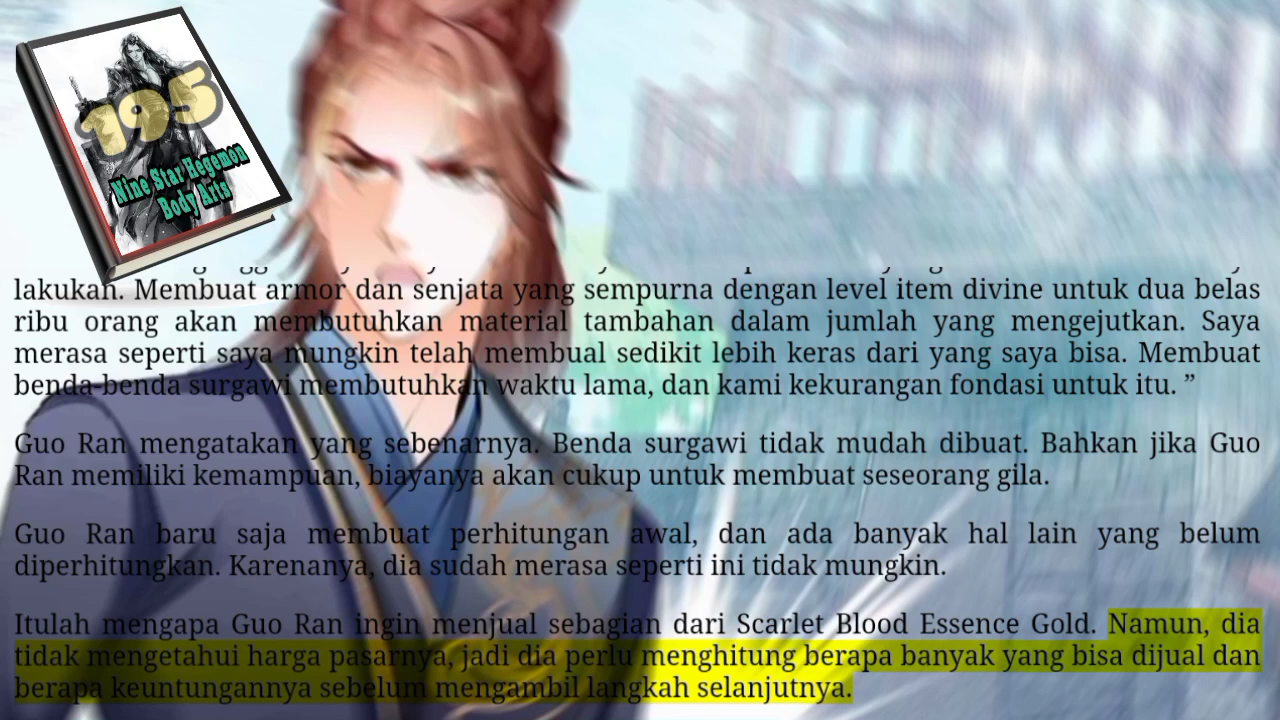 195
Nine Star Hegemon
Body Arts
lakukan. Membuat armor dan senjata yang sempurna dengan level item divine untuk dua belas
ribu orang akan membutuhkan material tambahan dalam jumlah yang mengejutkan. Saya
merasa seperti saya mungkin telah membual sedikit lebih keras dari yang saya bisa. Membuat
benda-benda surgawi membutuhkan waktu lama, dan kami kekurangan fondasi untuk itu. ”
Guo Ran mengatakan yang sebenarnya. Benda surgawi tidak mudah dibuat. Bahkan jika Guo
Ran memiliki kemampuan, biayanya akan cukup untuk membuat seseorang gila.
Guo Ran baru saja membuat perhitungan awal, dan ada banyak hal lain yang belum
diperhitungkan. Karenanya, dia sudah merasa seperti ini tidak mungkin.
Itulah mengapa Guo Ran ingin menjual sebagian dari Scarlet Blood Essence Gold. Namun, dia
tidak mengetahui harga pasarnya, jadi dia perlu menghitung berapa banyak yang bisa dijual dan
berapa keuntungannya sebelum mengambil langkah selanjutnya.